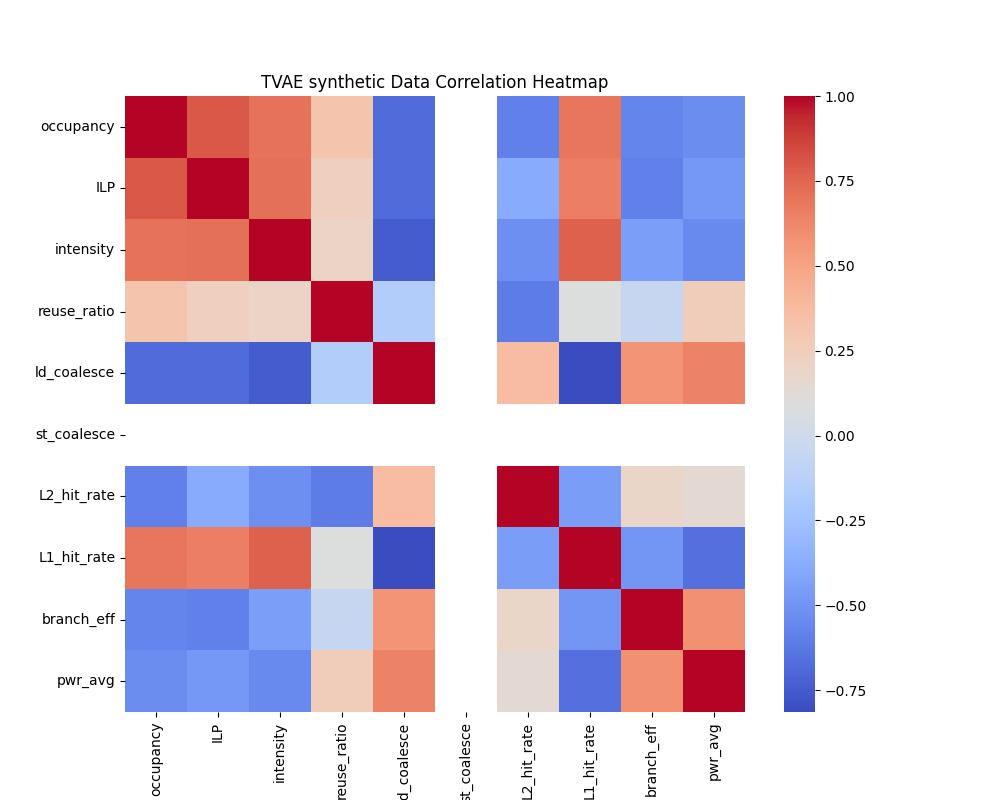 TVAE synthetic Data Correlation Heatmap
occupancy
ILP
intensity
reuse_ratio
ld_coalesce
st_coalesce
L2_hit_rate
L1_hit_rate
branch_eff
pwr_avg
occupancy
ILP
intensity
reuse_ratio
d_coalesce
st_coalesce
L2_hit_rate
L1_hit_rate
branch_eff
pwr_avg
1.00
0.75
0.50
0.25
0.00
−0.25
−0.50
−0.75